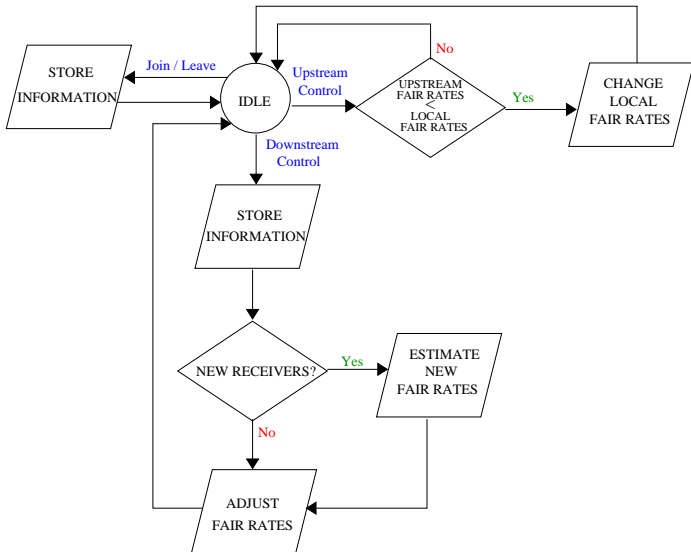 No
Join / Leave
STORE
INFORMATION
IDLE
Upstream
Control
UPSTREAM
FAIR RATES
<
LOCAL
FAIR RATES
Yes
CHANGE
LOCAL
FAIR RATES
Downstream
Control
STORE
INFORMATION
NEW RECEIVERS?
Yes
ESTIMATE
NEW
FAIR RATES
No
ADJUST
FAIR RATES